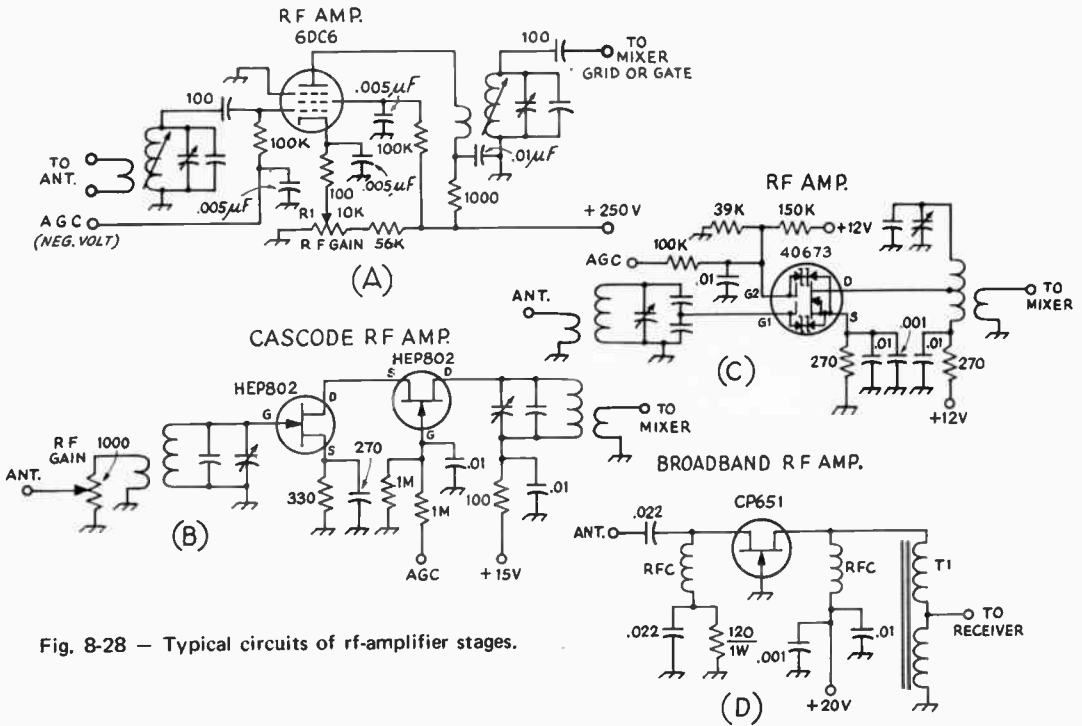 RF AMP.
6DC6
100
TO
MIXER
GRID OR GATE
100
.005µF
100K
100K
.01µF
TO
ANT.
.005µF
.005µF
100
1000
AGC
(NEG. VOLT)
R1
10K
RF GAIN
56K
+250V
(A)
RF AMP.
39K
150K
+12V
100K
AGC
.01
40673
G2
D
G1
S
ANT.
TO
MIXER
.001
270
.01
.01
270
(C)
+12V
CASCODE RF AMP.
HEP802
HEP802
S
D
D
G
G
S
TO
MIXER
RF
GAIN
1000
ANT.
270
330
1M
1M
.01
100
.01
(B)
AGC
+15V
BROADBAND RF AMP.
CP651
.022
ANT.
RFC
RFC
T1
TO
RECEIVER
.022
120
1W
.001
.01
+20V
(D)
Fig. 8-28 — Typical circuits of rf-amplifier stages.